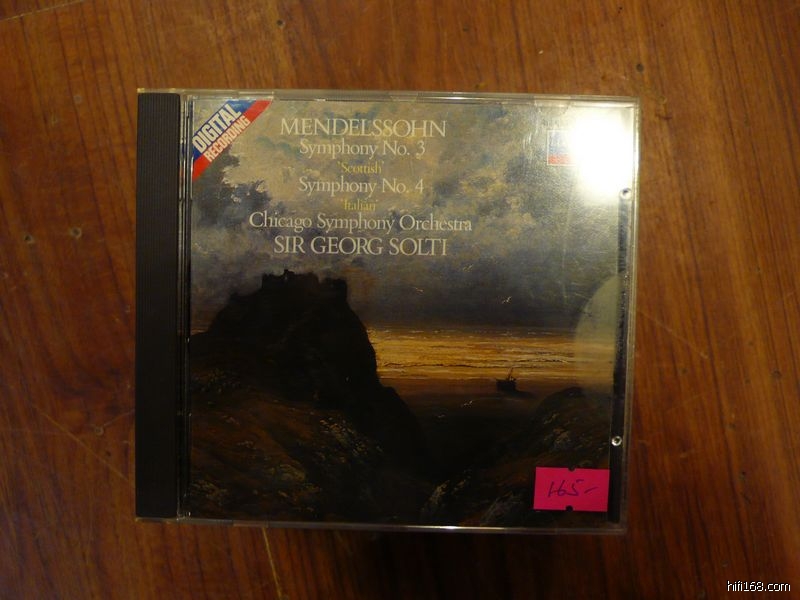 DIGITAL
RECORDING
MENDELSSOHN
Symphony No. 3
'Scottish'
Symphony No. 4
'Italian'
Chicago Symphony Orchestra
SIR GEORG SOLTI
165-
hifi168.com